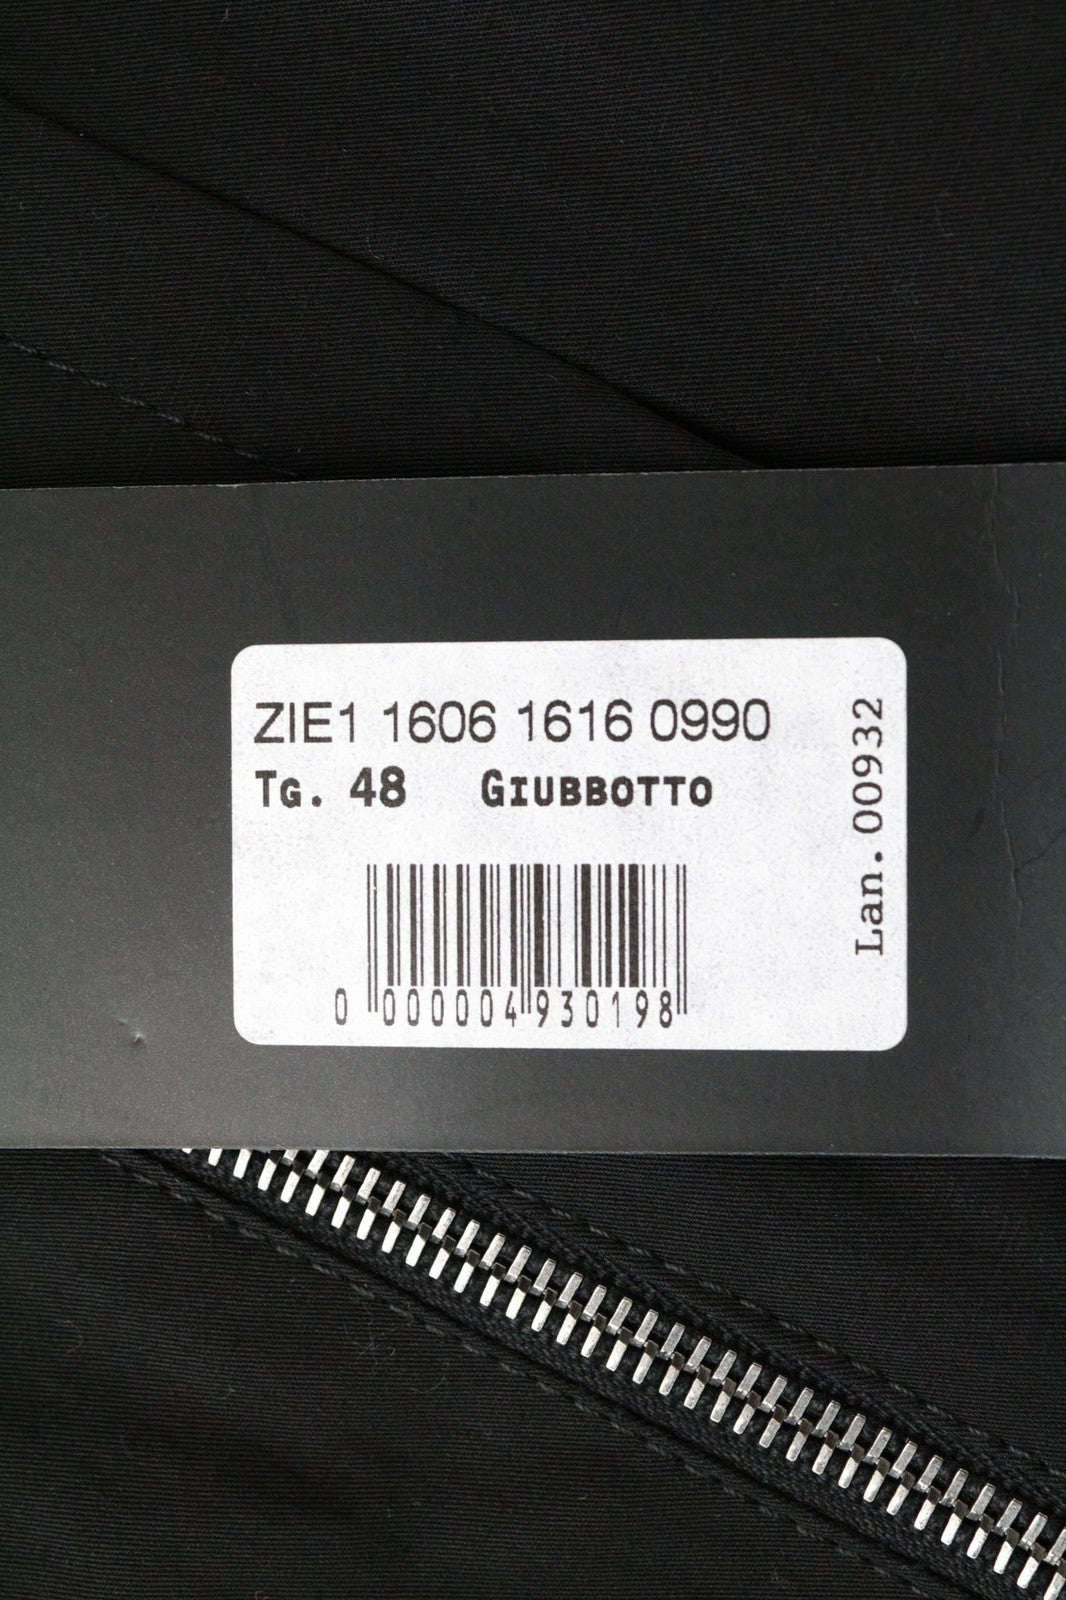 ZIE1 1606 1616 0990
Tg. 48 Giubbotto
0 000004 930198
Lan. 00932